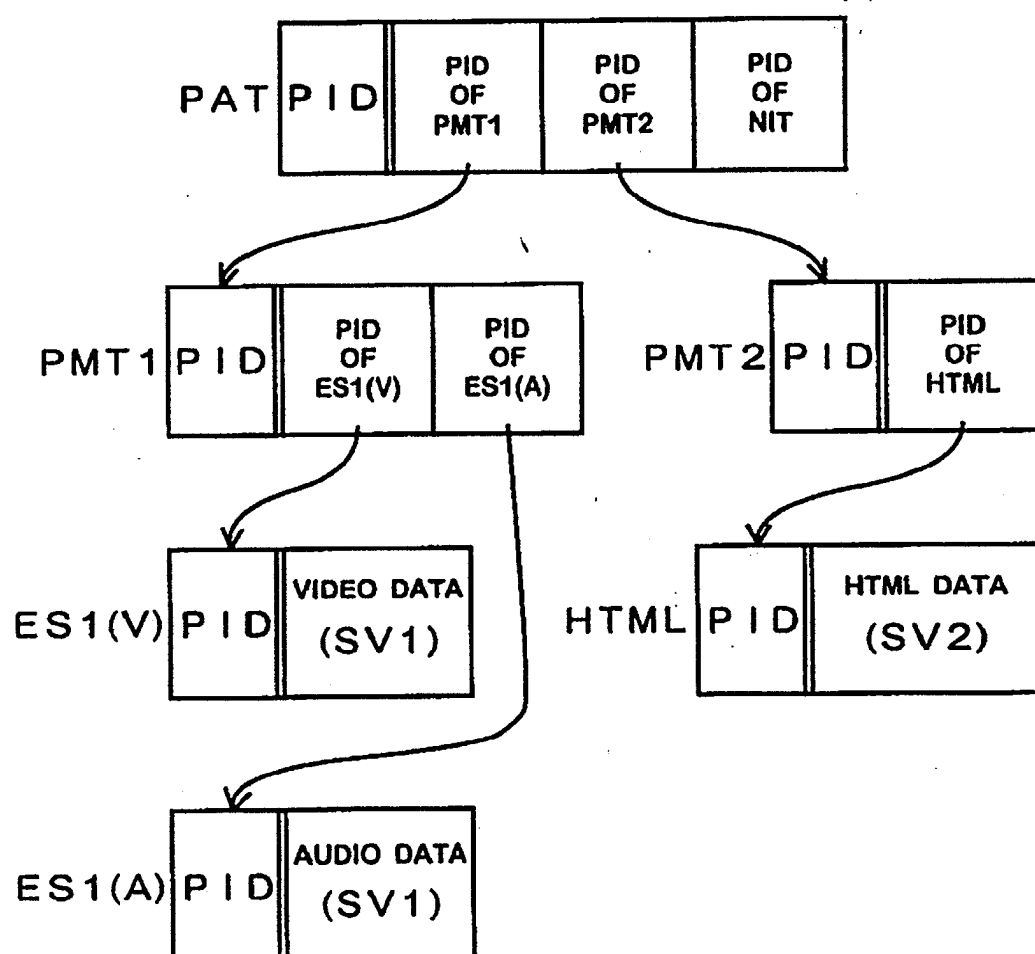 PAT PID
PID
OF
PMT1
PID
OF
PMT2
PID
OF
NIT
PMT1 PID
PID
OF
ES1(V)
PID
OF
ES1(A)
PMT2 PID
PID
OF
HTML
ES1(V) PID
VIDEO DATA
(SV1)
HTML PID
HTML DATA
(SV2)
ES1(A) PID
AUDIO DATA
(SV1)